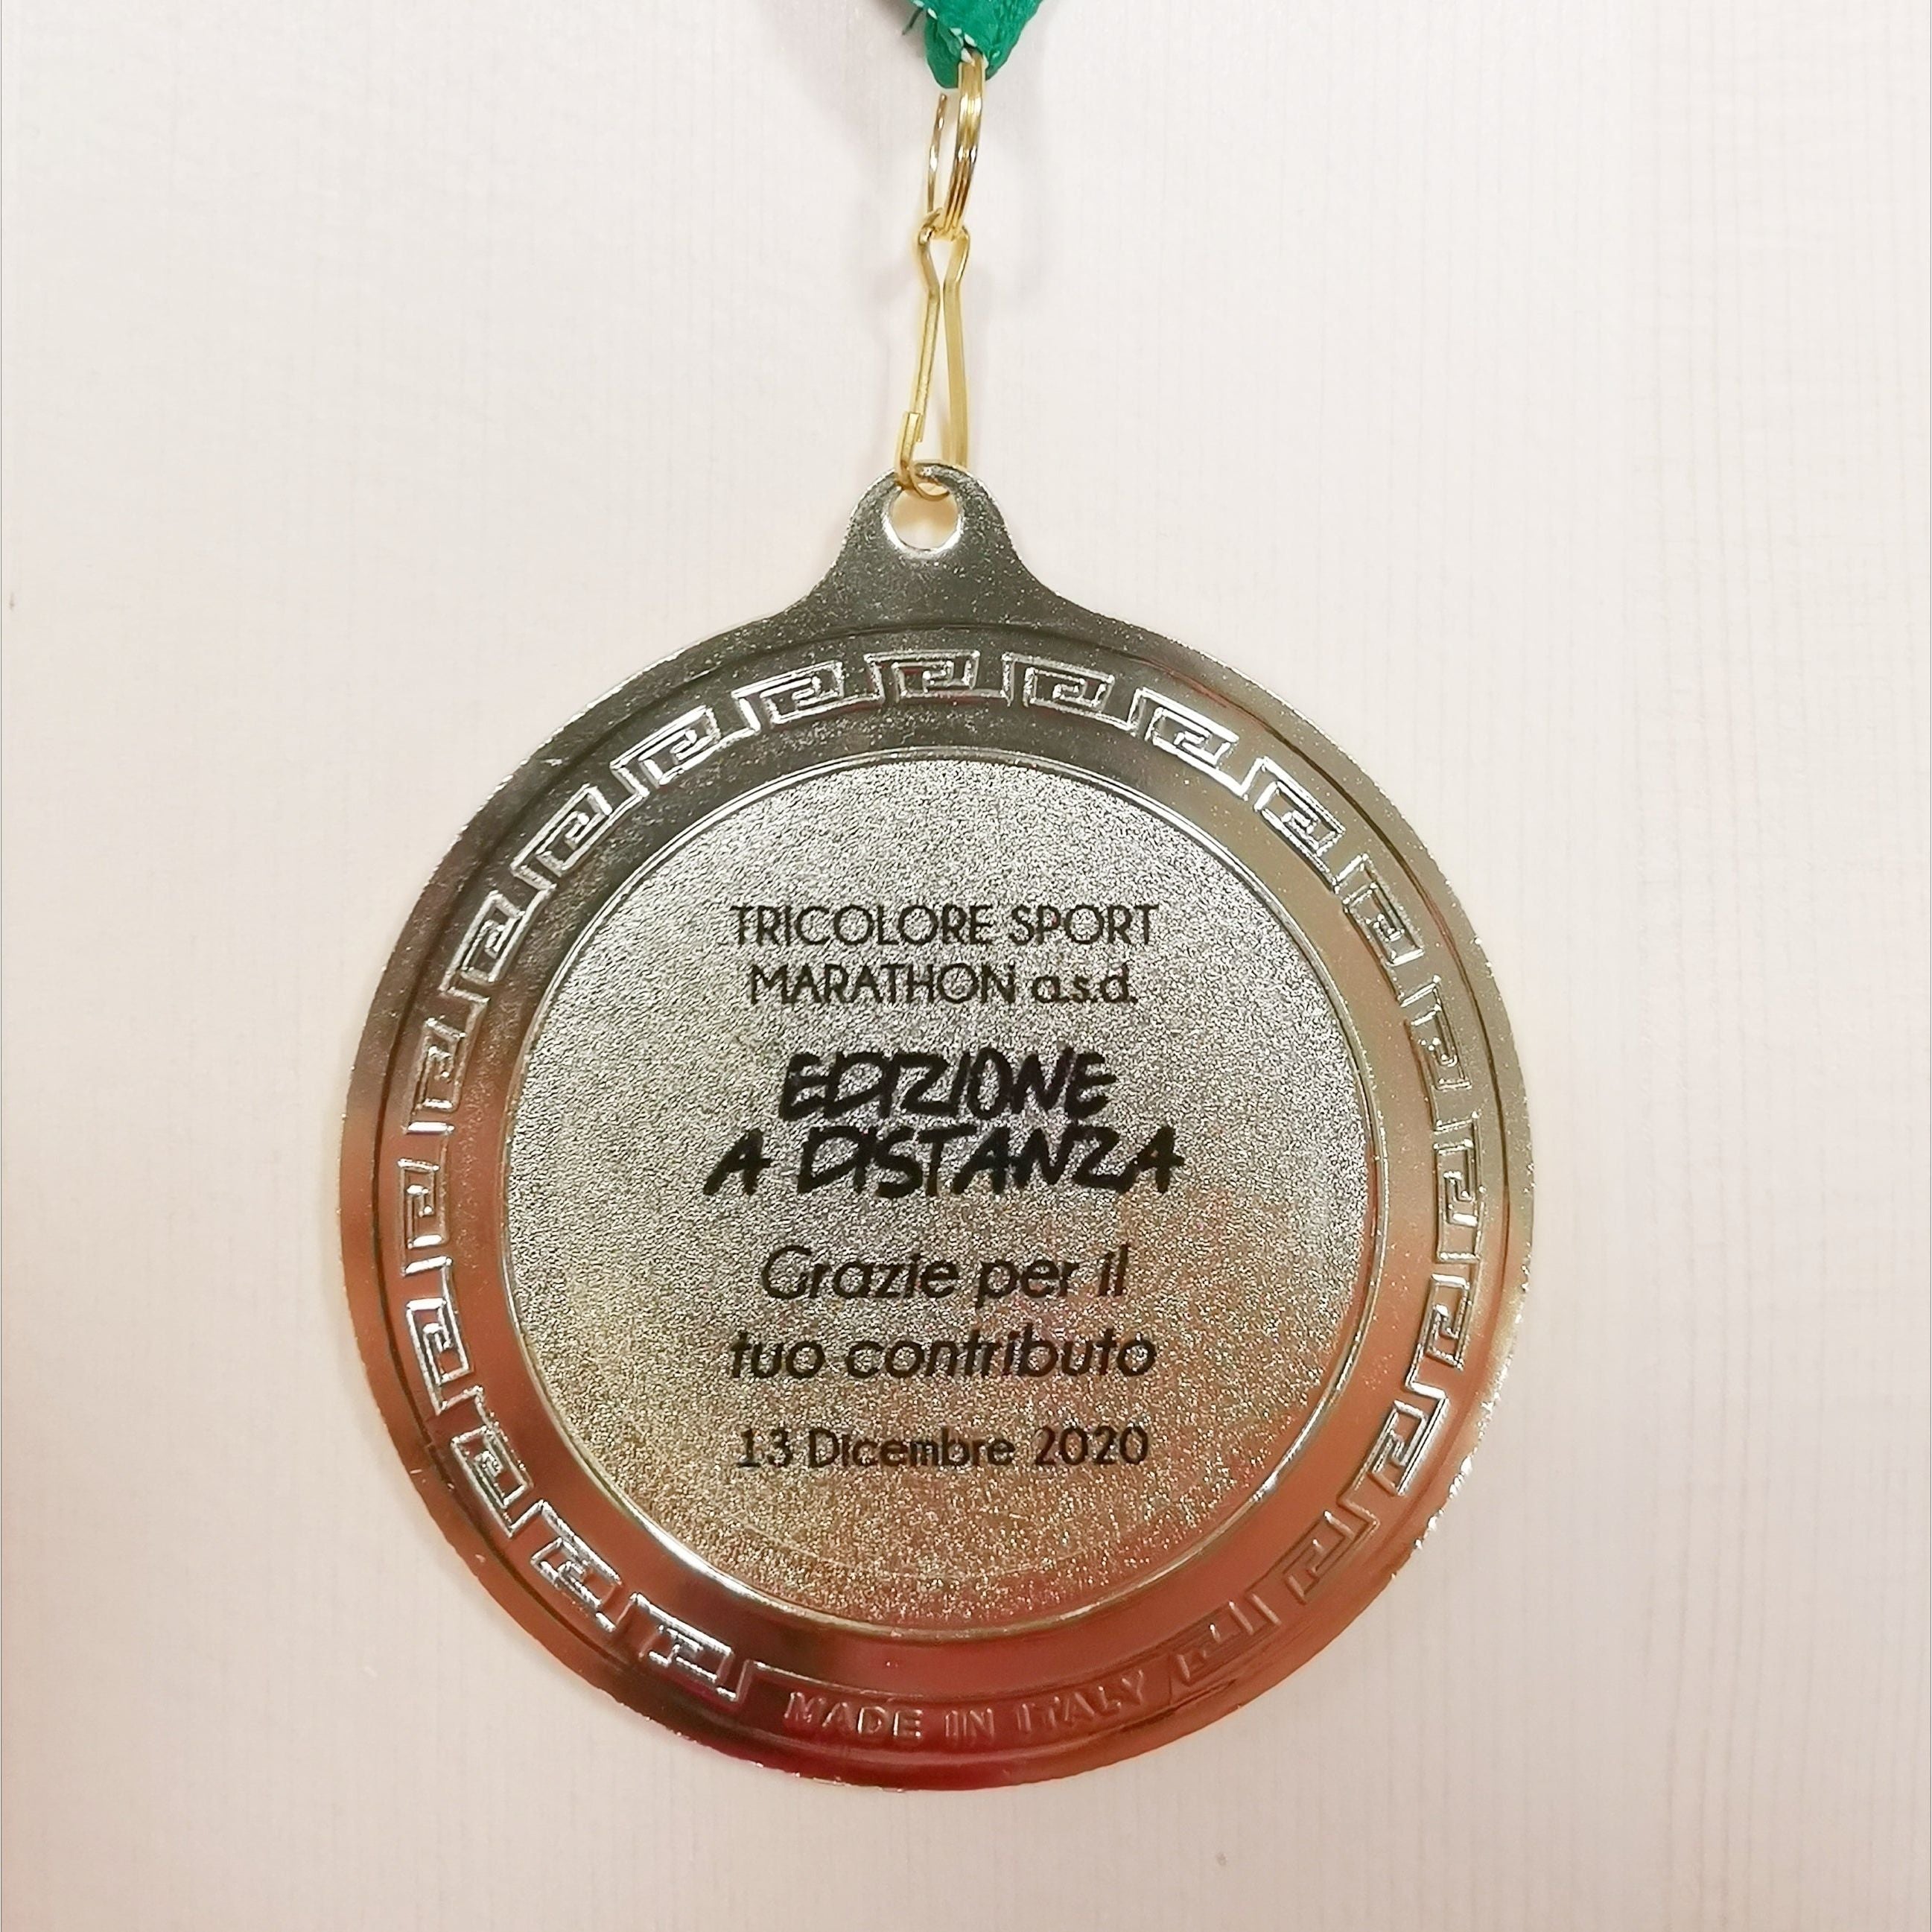 TRICOLORE SPORT
MARATHON a.s.d.
EDIZIONE
A DISTANZA
Grazie per il
tuo contributo
13 Dicembre 2020
MADE IN ITALY